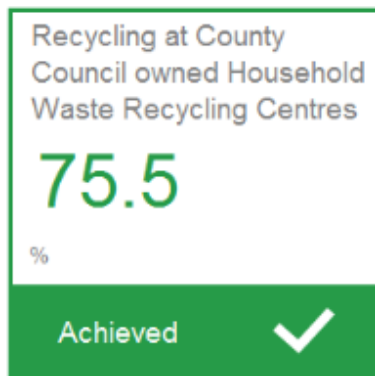 Recycling at County
Council owned Household
Waste Recycling Centres
75.5
%
Achieved